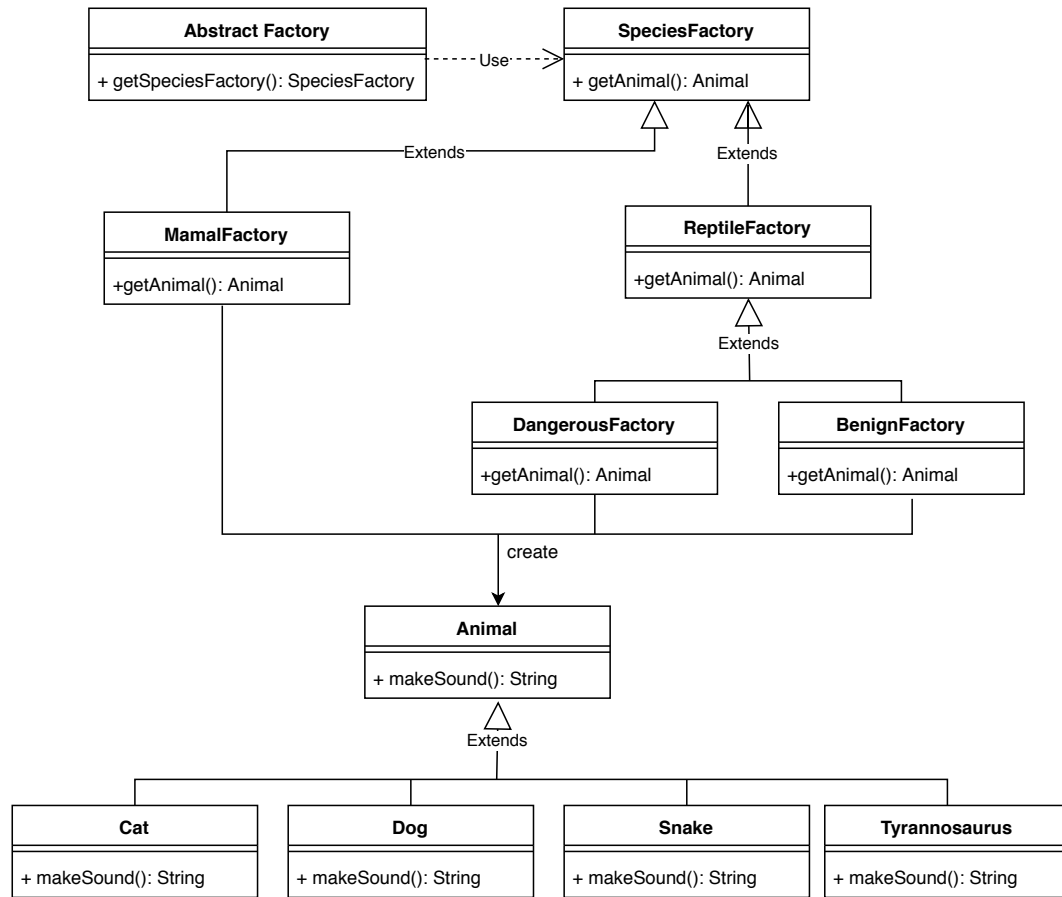 Abstract Factory
+ getSpeciesFactory(): SpeciesFactory
Use
SpeciesFactory
+ getAnimal(): Animal
Extends
Extends
MamalFactory
+getAnimal(): Animal
ReptileFactory
+getAnimal(): Animal
Extends
DangerousFactory
+getAnimal(): Animal
BenignFactory
+getAnimal(): Animal
create
Animal
+ makeSound(): String
Extends
Cat
+ makeSound(): String
Dog
+ makeSound(): String
Snake
+ makeSound(): String
Tyrannosaurus
+ makeSound(): String